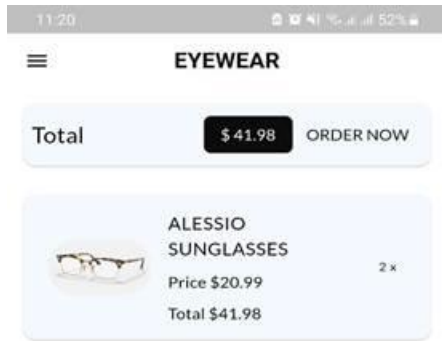 11:20 52%
EYEWEAR
Total $ 41.98 ORDER NOW
ALESSIO
SUNGLASSES
2 x
Price $20.99
Total $41.98